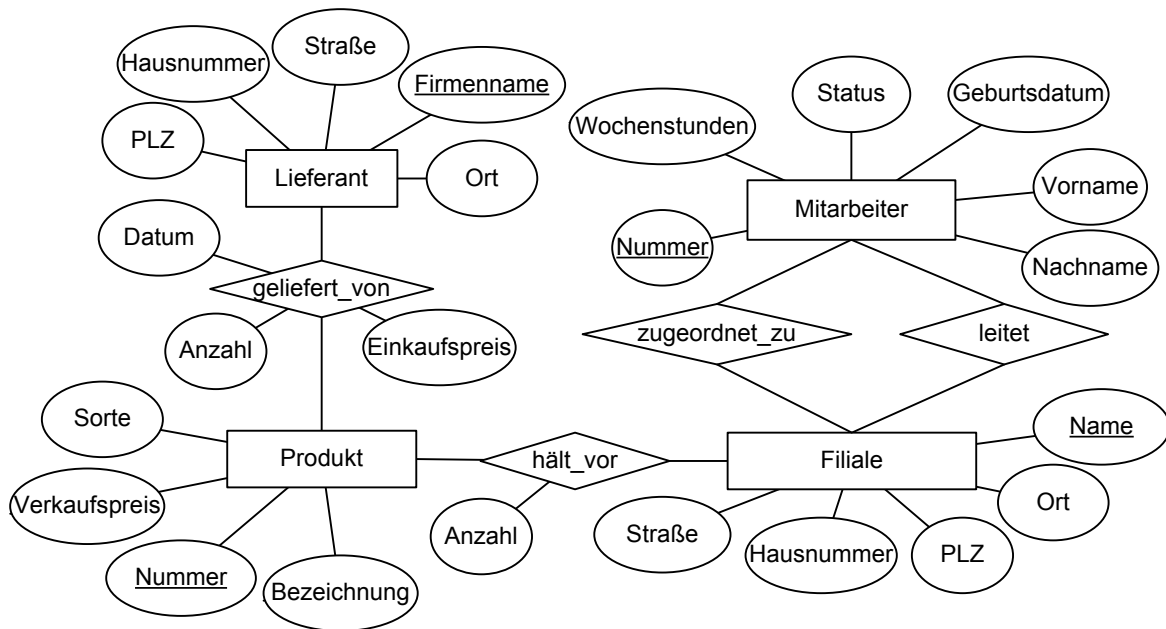 Straße
Hausnummer
Firmenname
PLZ
Lieferant
Ort
Datum
geliefert_von
Anzahl
Einkaufspreis
Status
Geburtsdatum
Wochenstunden
Vorname
Mitarbeiter
Nummer
Nachname
zugeordnet_zu
leitet
Sorte
Produkt
Verkaufspreis
Nummer
Bezeichnung
hält_vor
Anzahl
Filiale
Name
Ort
Straße
Hausnummer
PLZ